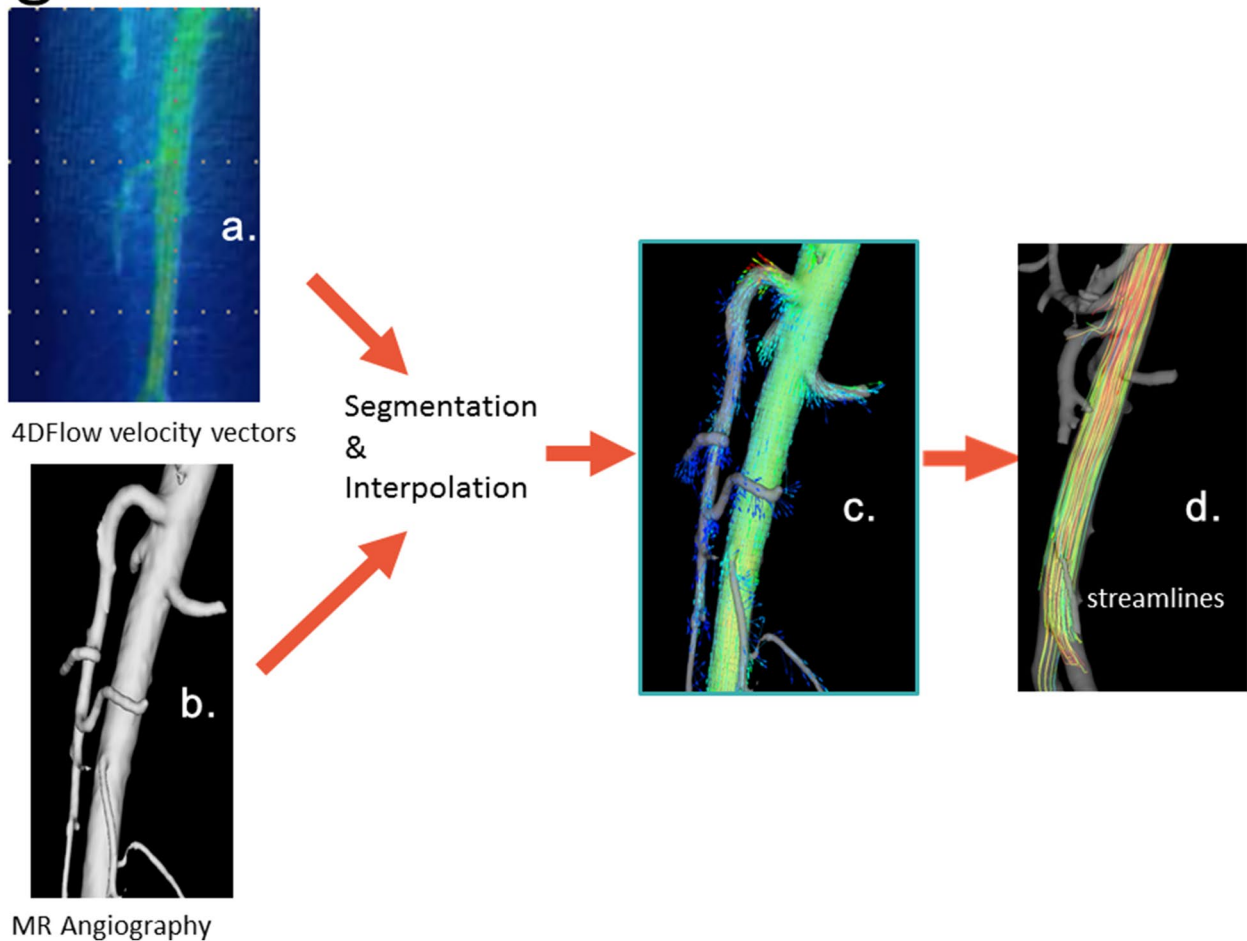 a.
4DFlow velocity vectors
Segmentation
&
Interpolation
b.
MR Angiography
c.
d.
streamlines